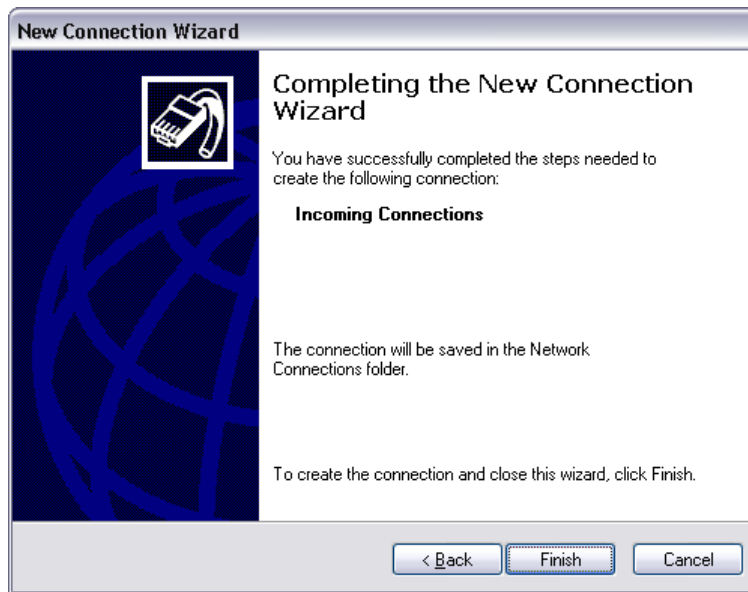 New Connection Wizard
Completing the New Connection
Wizard
You have successfully completed the steps needed to
create the following connection:
Incoming Connections
The connection will be saved in the Network
Connections folder.
To create the connection and close this wizard, click Finish.
< Back Finish Cancel